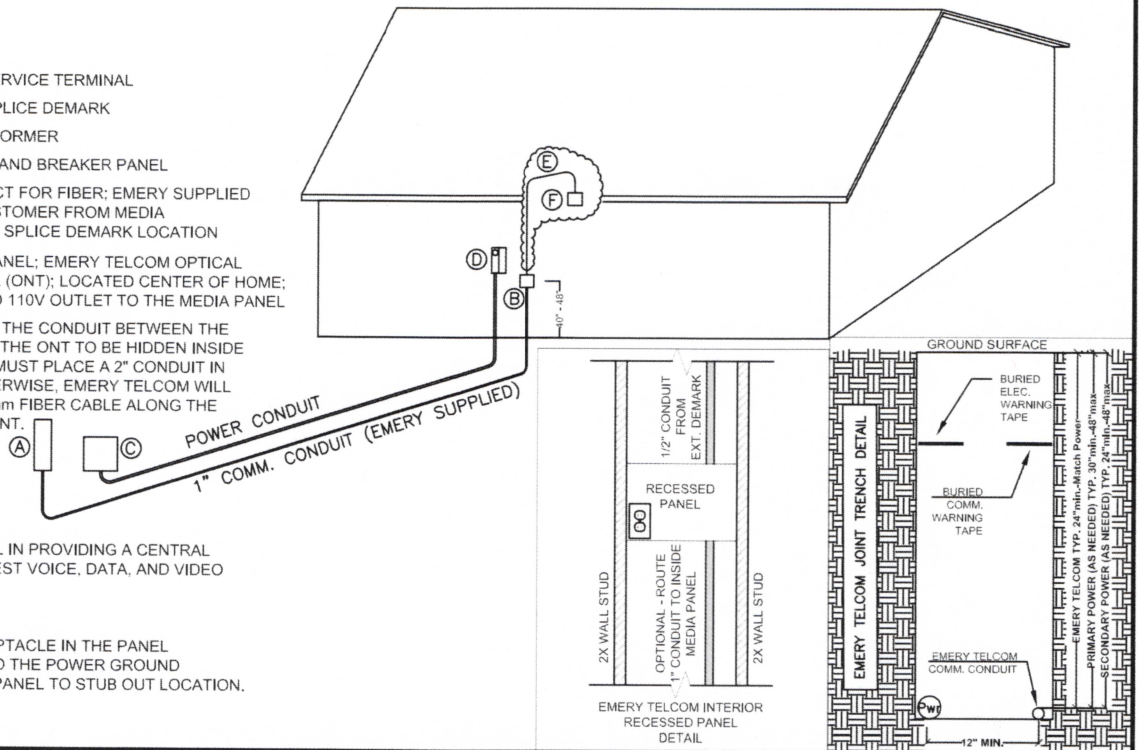 RVICE TERMINAL
PLICE DEMARK
ORMER
AND BREAKER PANEL
CT FOR FIBER; EMERY SUPPLIED
STOMER FROM MEDIA
SPLICE DEMARK LOCATION
ANEL; EMERY TELCOM OPTICAL
(ONT); LOCATED CENTER OF HOME;
110V OUTLET TO THE MEDIA PANEL
THE CONDUIT BETWEEN THE
THE ONT TO BE HIDDEN INSIDE
MUST PLACE A 2" CONDUIT IN
ERWISE, EMERY TELCOM WILL
m FIBER CABLE ALONG THE
NT.
A
C
POWER CONDUIT
1" COMM. CONDUIT (EMERY SUPPLIED)
E
F
D
B
40" - 48"
L IN PROVIDING A CENTRAL
EST VOICE, DATA, AND VIDEO
PTACLE IN THE PANEL
O THE POWER GROUND
PANEL TO STUB OUT LOCATION.
1/2" CONDUIT
FROM
EXT. DEMARK
RECESSED
PANEL
2X WALL STUD
OPTIONAL - ROUTE
1" CONDUIT TO INSIDE
MEDIA PANEL
2X WALL STUD
EMERY TELCOM INTERIOR
RECESSED PANEL
DETAIL
GROUND SURFACE
EMERY TELCOM JOINT TRENCH DETAIL
BURIED
ELEC.
WARNING
TAPE
BURIED
COMM.
WARNING
TAPE
EMERY TELCOM
COMM. CONDUIT
Pwr
12" MIN.
EMERY TELCOM TYP. 24"min.-Match Power
PRIMARY POWER (AS NEEDED) TYP. 30"min.-48"max
SECONDARY POWER (AS NEEDED) TYP. 24"min.-48"max